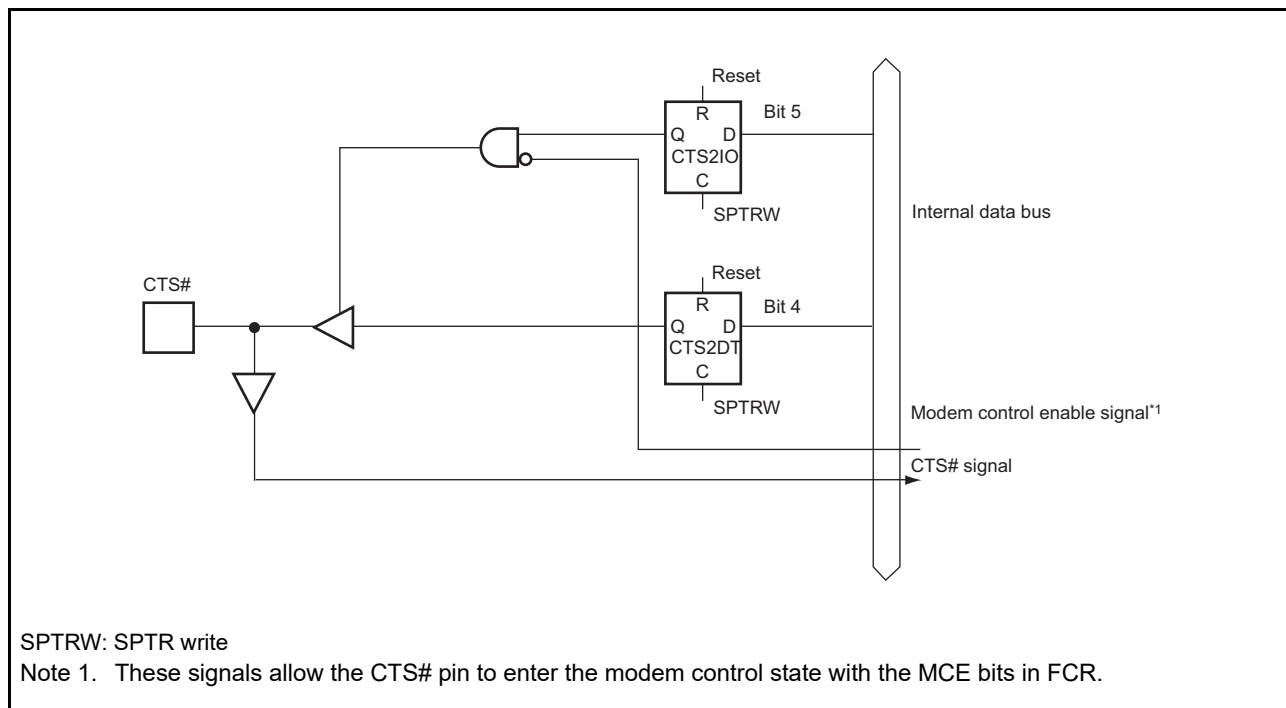 Reset
R
Bit 5
Q D
CTS2IO
C
SPTRW
Internal data bus
Reset
CTS#
R
Bit 4
Q D
CTS2DT
C
SPTRW
Modem control enable signal*1
CTS# signal
SPTRW: SPTR write
Note 1. These signals allow the CTS# pin to enter the modem control state with the MCE bits in FCR.